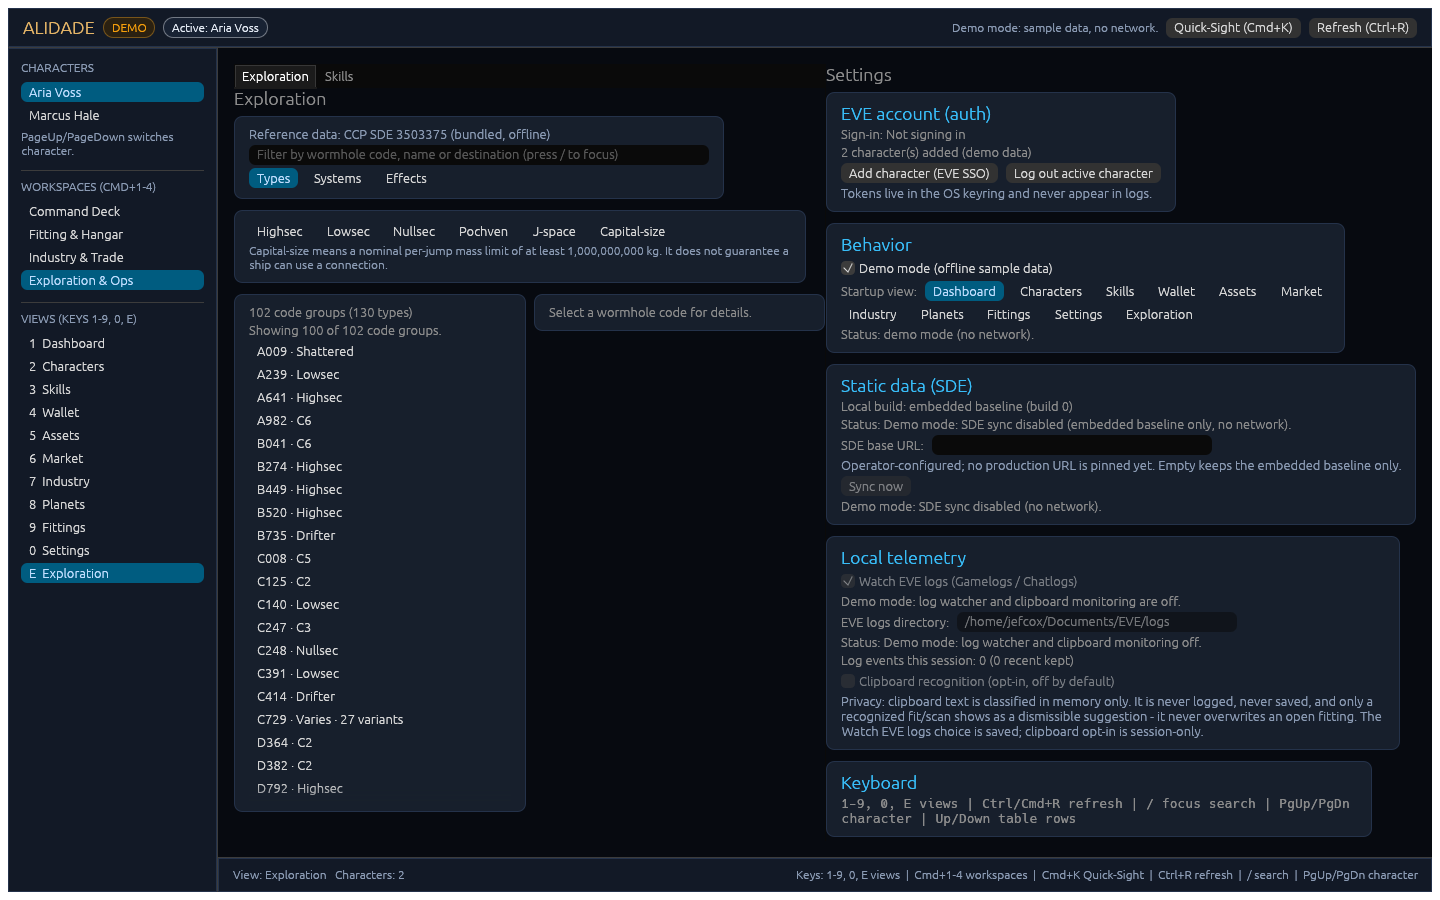 ALIDADE DEMO Active: Aria Voss
Demo mode: sample data, no network. Quick-Sight (Cmd+K) Refresh (Ctrl+R)
CHARACTERS
Aria Voss
Marcus Hale
PageUp/PageDown switches
character.
WORKSPACES (CMD+1-4)
Command Deck
Fitting & Hangar
Industry & Trade
Exploration & Ops
VIEWS (KEYS 1-9, 0, E)
1 Dashboard
2 Characters
3 Skills
4 Wallet
5 Assets
6 Market
7 Industry
8 Planets
9 Fittings
0 Settings
E Exploration
Exploration Skills
Exploration
Reference data: CCP SDE 3503375 (bundled, offline)
Filter by wormhole code, name or destination (press / to focus)
Types Systems Effects
Highsec Lowsec Nullsec Pochven J-space Capital-size
Capital-size means a nominal per-jump mass limit of at least 1,000,000,000 kg. It does not guarantee a
ship can use a connection.
102 code groups (130 types)
Showing 100 of 102 code groups.
A009 · Shattered
A239 · Lowsec
A641 · Highsec
A982 · C6
B041 · C6
B274 · Highsec
B449 · Highsec
B520 · Highsec
B735 · Drifter
C008 · C5
C125 · C2
C140 · Lowsec
C247 · C3
C248 · Nullsec
C391 · Lowsec
C414 · Drifter
C729 · Varies · 27 variants
D364 · C2
D382 · C2
D792 · Highsec
Select a wormhole code for details.
Settings
EVE account (auth)
Sign-in: Not signing in
2 character(s) added (demo data)
Add character (EVE SSO) Log out active character
Tokens live in the OS keyring and never appear in logs.
Behavior
Demo mode (offline sample data)
Startup view: Dashboard Characters Skills Wallet Assets Market
Industry Planets Fittings Settings Exploration
Status: demo mode (no network).
Static data (SDE)
Local build: embedded baseline (build 0)
Status: Demo mode: SDE sync disabled (embedded baseline only, no network).
SDE base URL:
Operator-configured; no production URL is pinned yet. Empty keeps the embedded baseline only.
Sync now
Demo mode: SDE sync disabled (no network).
Local telemetry
Watch EVE logs (Gamelogs / Chatlogs)
Demo mode: log watcher and clipboard monitoring are off.
EVE logs directory: /home/jefcox/Documents/EVE/logs
Status: Demo mode: log watcher and clipboard monitoring off.
Log events this session: 0 (0 recent kept)
Clipboard recognition (opt-in, off by default)
Privacy: clipboard text is classified in memory only. It is never logged, never saved, and only a
recognized fit/scan shows as a dismissible suggestion - it never overwrites an open fitting. The
Watch EVE logs choice is saved; clipboard opt-in is session-only.
Keyboard
1-9, 0, E views | Ctrl/Cmd+R refresh | / focus search | PgUp/PgDn
character | Up/Down table rows
View: Exploration Characters: 2
Keys: 1-9, 0, E views | Cmd+1-4 workspaces | Cmd+K Quick-Sight | Ctrl+R refresh | / search | PgUp/PgDn character